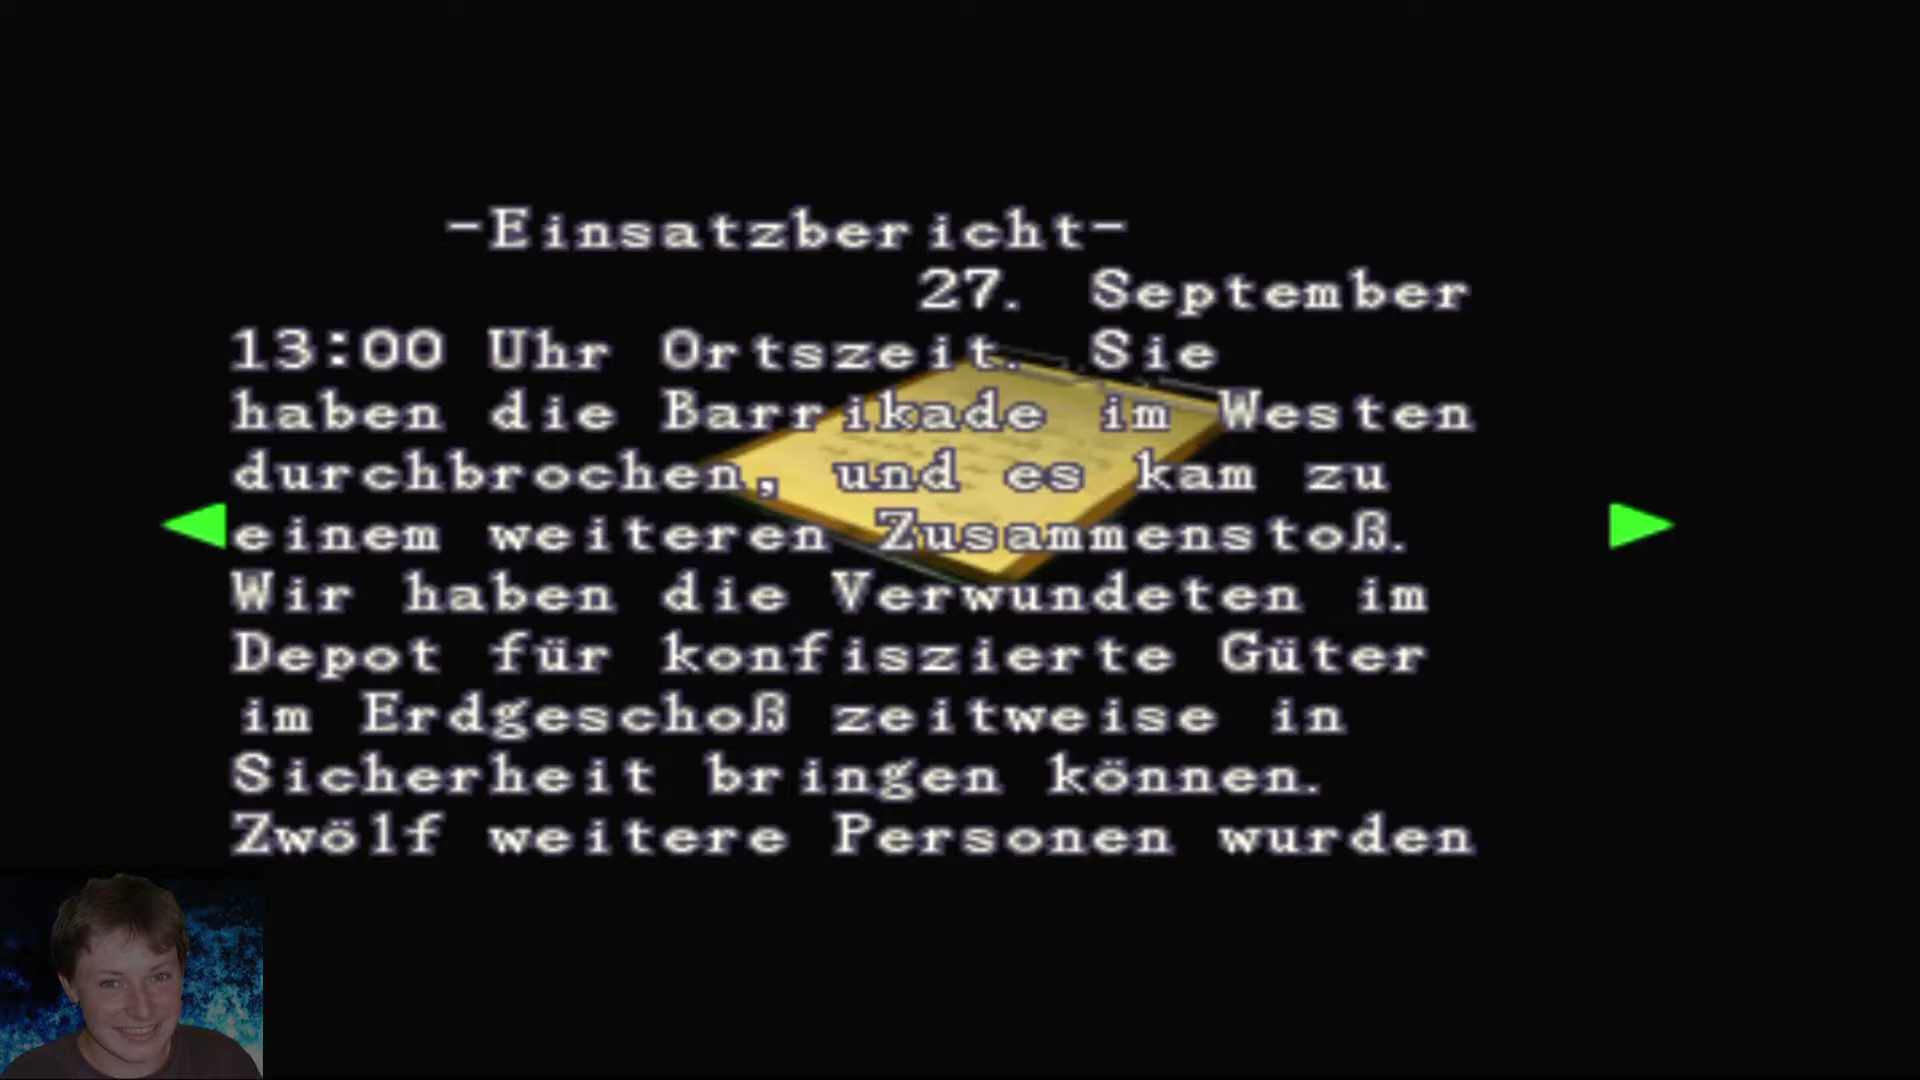 -Einsatzbericht-
27. September
13:00 Uhr Ortszeit. Sie
haben die Barrikade im Westen
durchbrochen, und es kam zu
einem weiteren Zusammenstoß.
Wir haben die Verwundeten im
Depot für konfiszierte Güter
im Erdgeschoß zeitweise in
Sicherheit bringen können.
Zwölf weitere Personen wurden